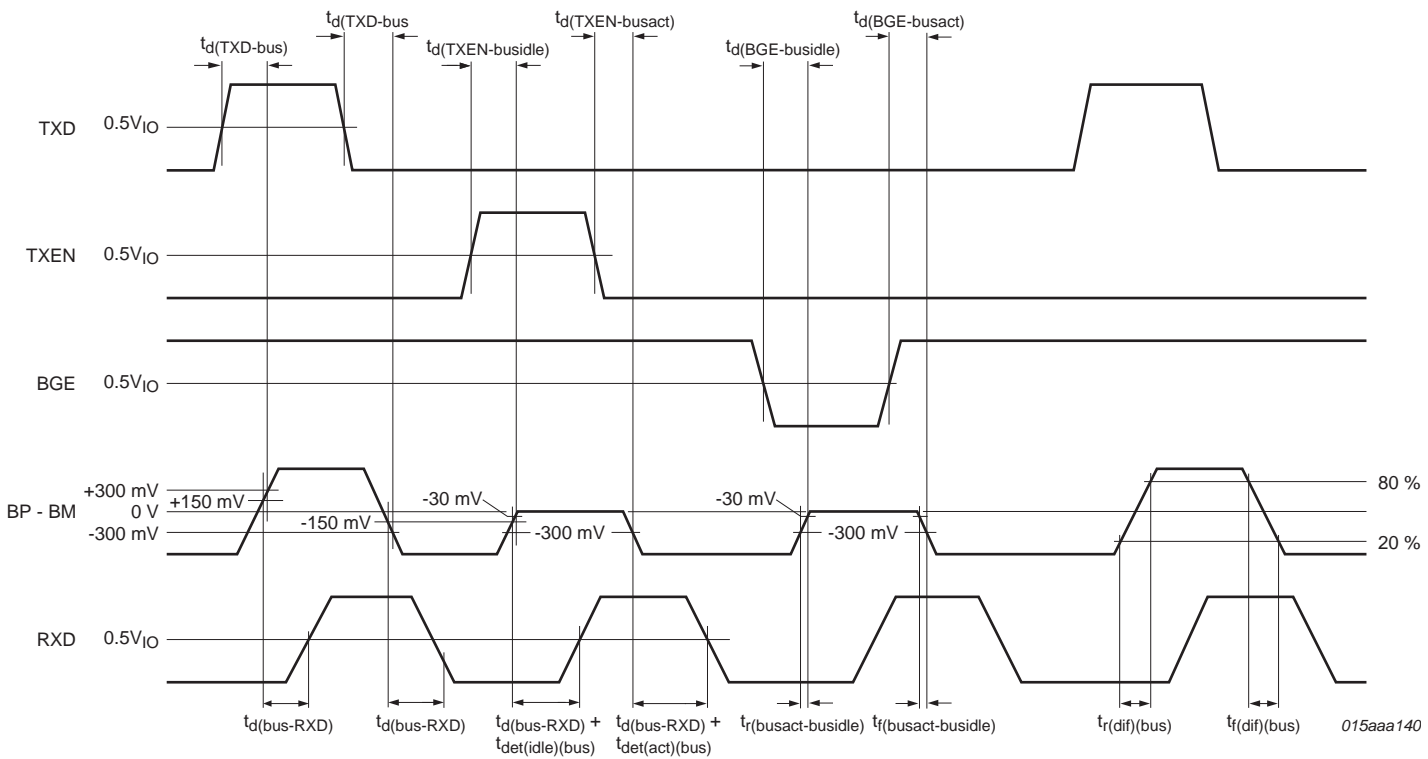 td(TXD-bus)
td(TXD-bus
td(TXEN-busidle)
td(TXEN-busact)
td(BGE-busidle)
td(BGE-busact)
TXD 0.5VIO
TXEN 0.5VIO
BGE 0.5VIO
+300 mV
+150 mV
BP - BM 0 V
-300 mV
-150 mV
-30 mV
-300 mV
-30 mV
-300 mV
80 %
20 %
RXD 0.5VIO
td(bus-RXD)
td(bus-RXD)
td(bus-RXD) +
tdet(idle)(bus)
td(bus-RXD) +
tdet(act)(bus)
tr(busact-busidle)
tf(busact-busidle)
tr(dif)(bus)
tf(dif)(bus)
015aaa140